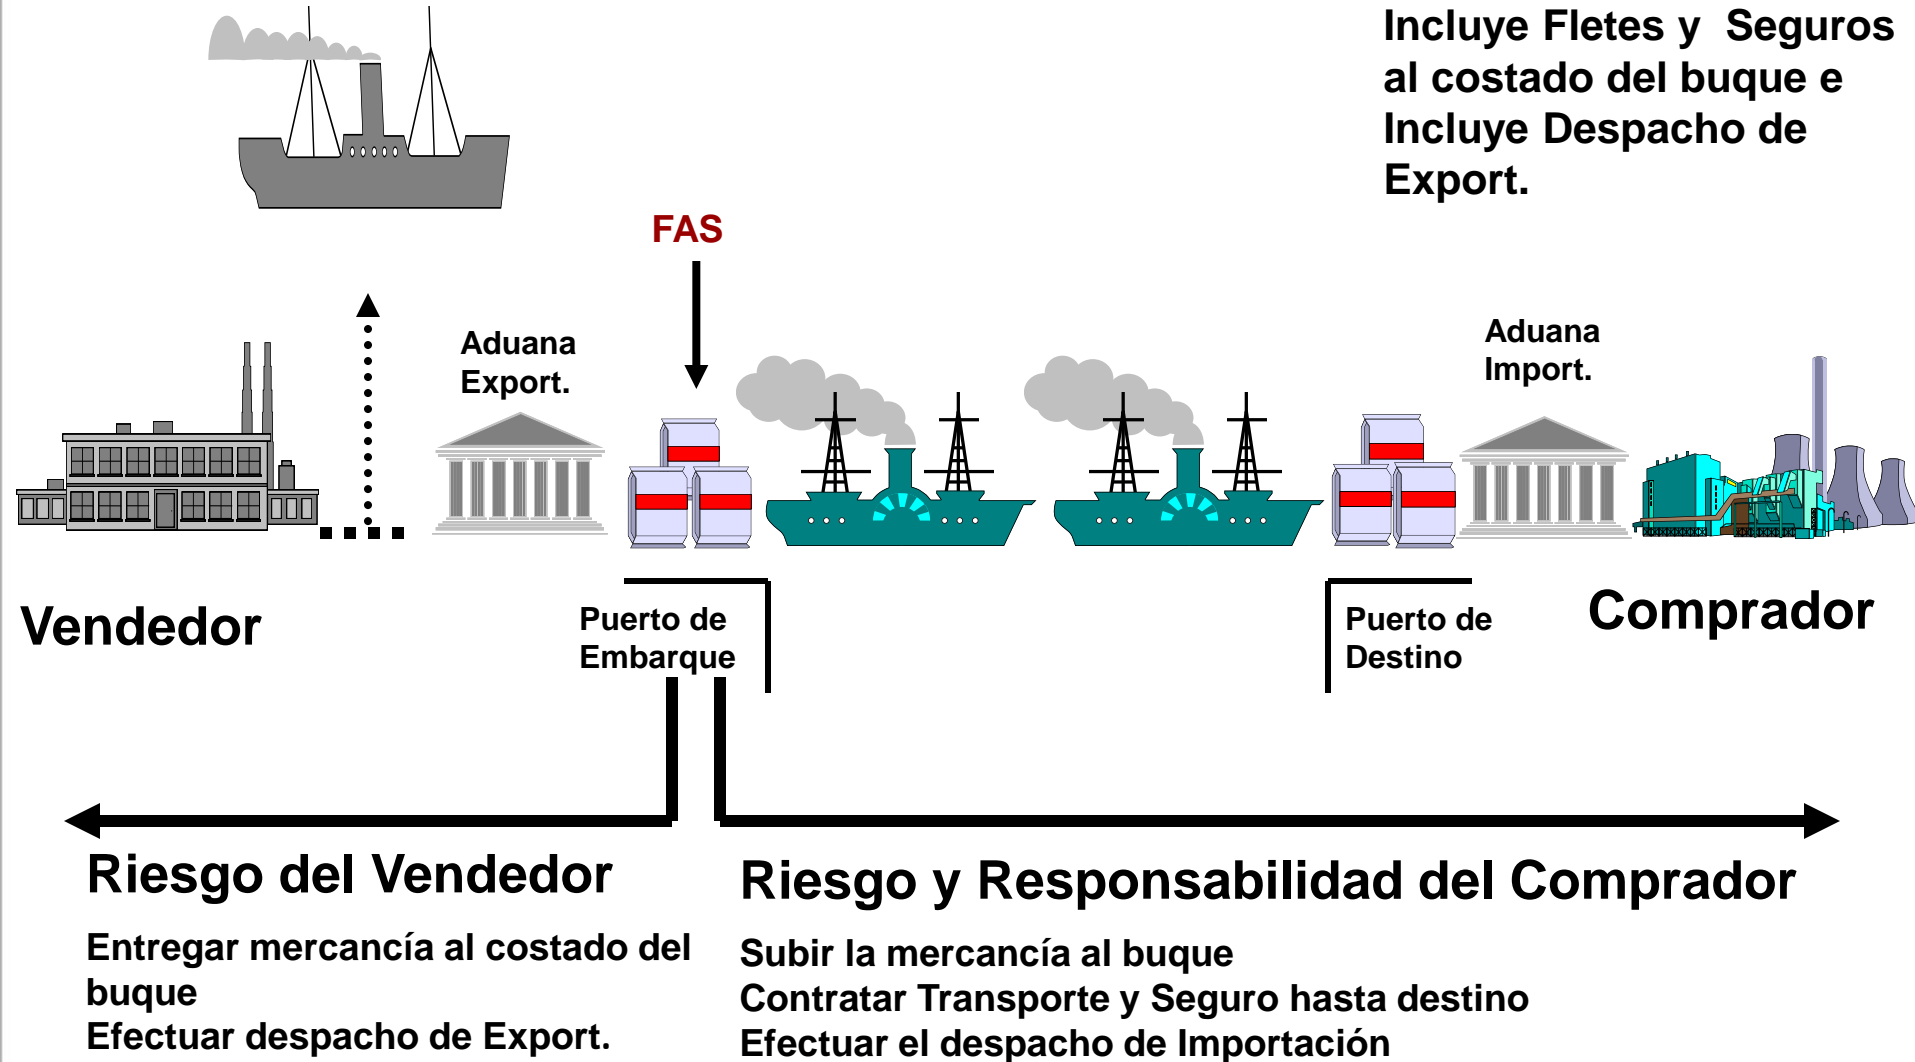 Incluye Fletes y Seguros
al costado del buque e
Incluye Despacho de
Export.
FAS
Aduana
Export.
Aduana
Import.
Vendedor
Puerto de
Embarque
Puerto de
Destino
Comprador
Riesgo del Vendedor
Entregar mercancía al costado del
buque
Efectuar despacho de Export.
Riesgo y Responsabilidad del Comprador
Subir la mercancía al buque
Contratar Transporte y Seguro hasta destino
Efectuar el despacho de Importación